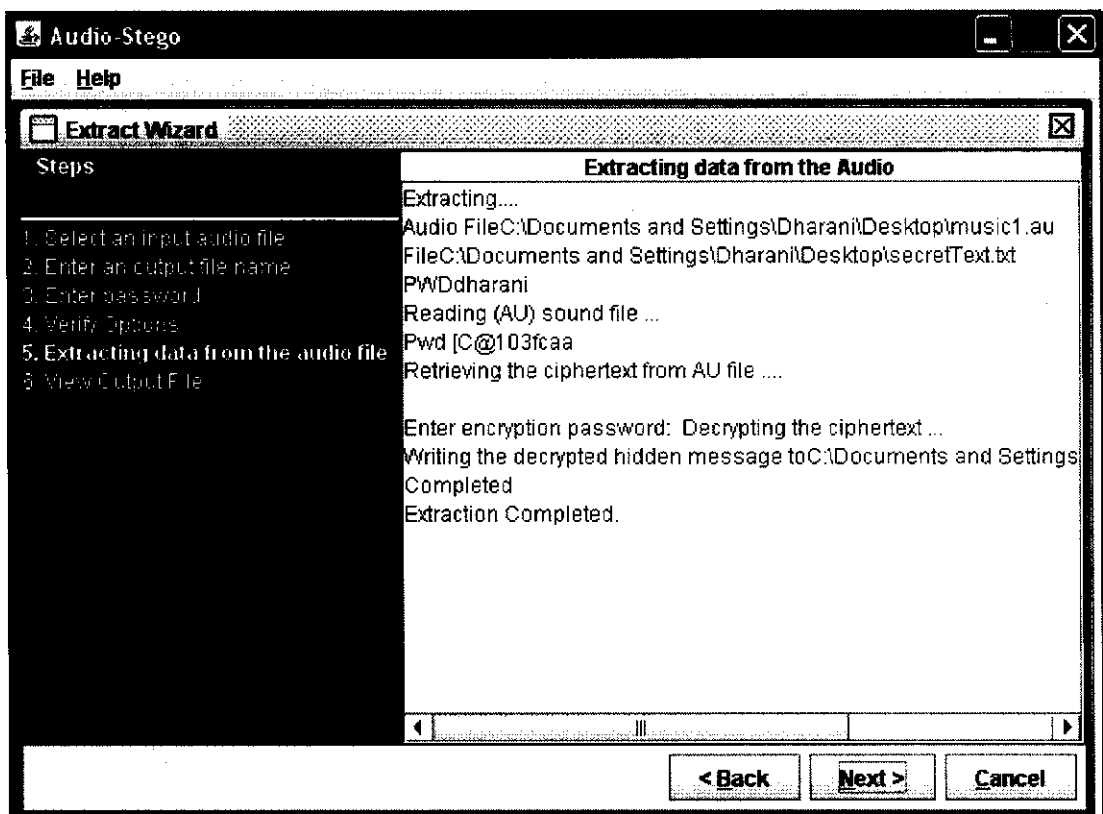 Audio-Stego
File Help
Extract Wizard
Steps
1. Select an input audio file
2. Enter an output file name
3. Enter password
4. Verify Options
5. Extracting data from the audio file
6. View Output File
Extracting data from the Audio
Extracting....
Audio FileC:\Documents and Settings\Dharani\Desktop\music1.au
FileC:\Documents and Settings\Dharani\Desktop\secretText.txt
PWDdharani
Reading (AU) sound file ...
Pwd [C@103fcaa
Retrieving the ciphertext from AU file ....
Enter encryption password: Decrypting the ciphertext ...
Writing the decrypted hidden message toC:\Documents and Settings
Completed
Extraction Completed.
< Back Next > Cancel